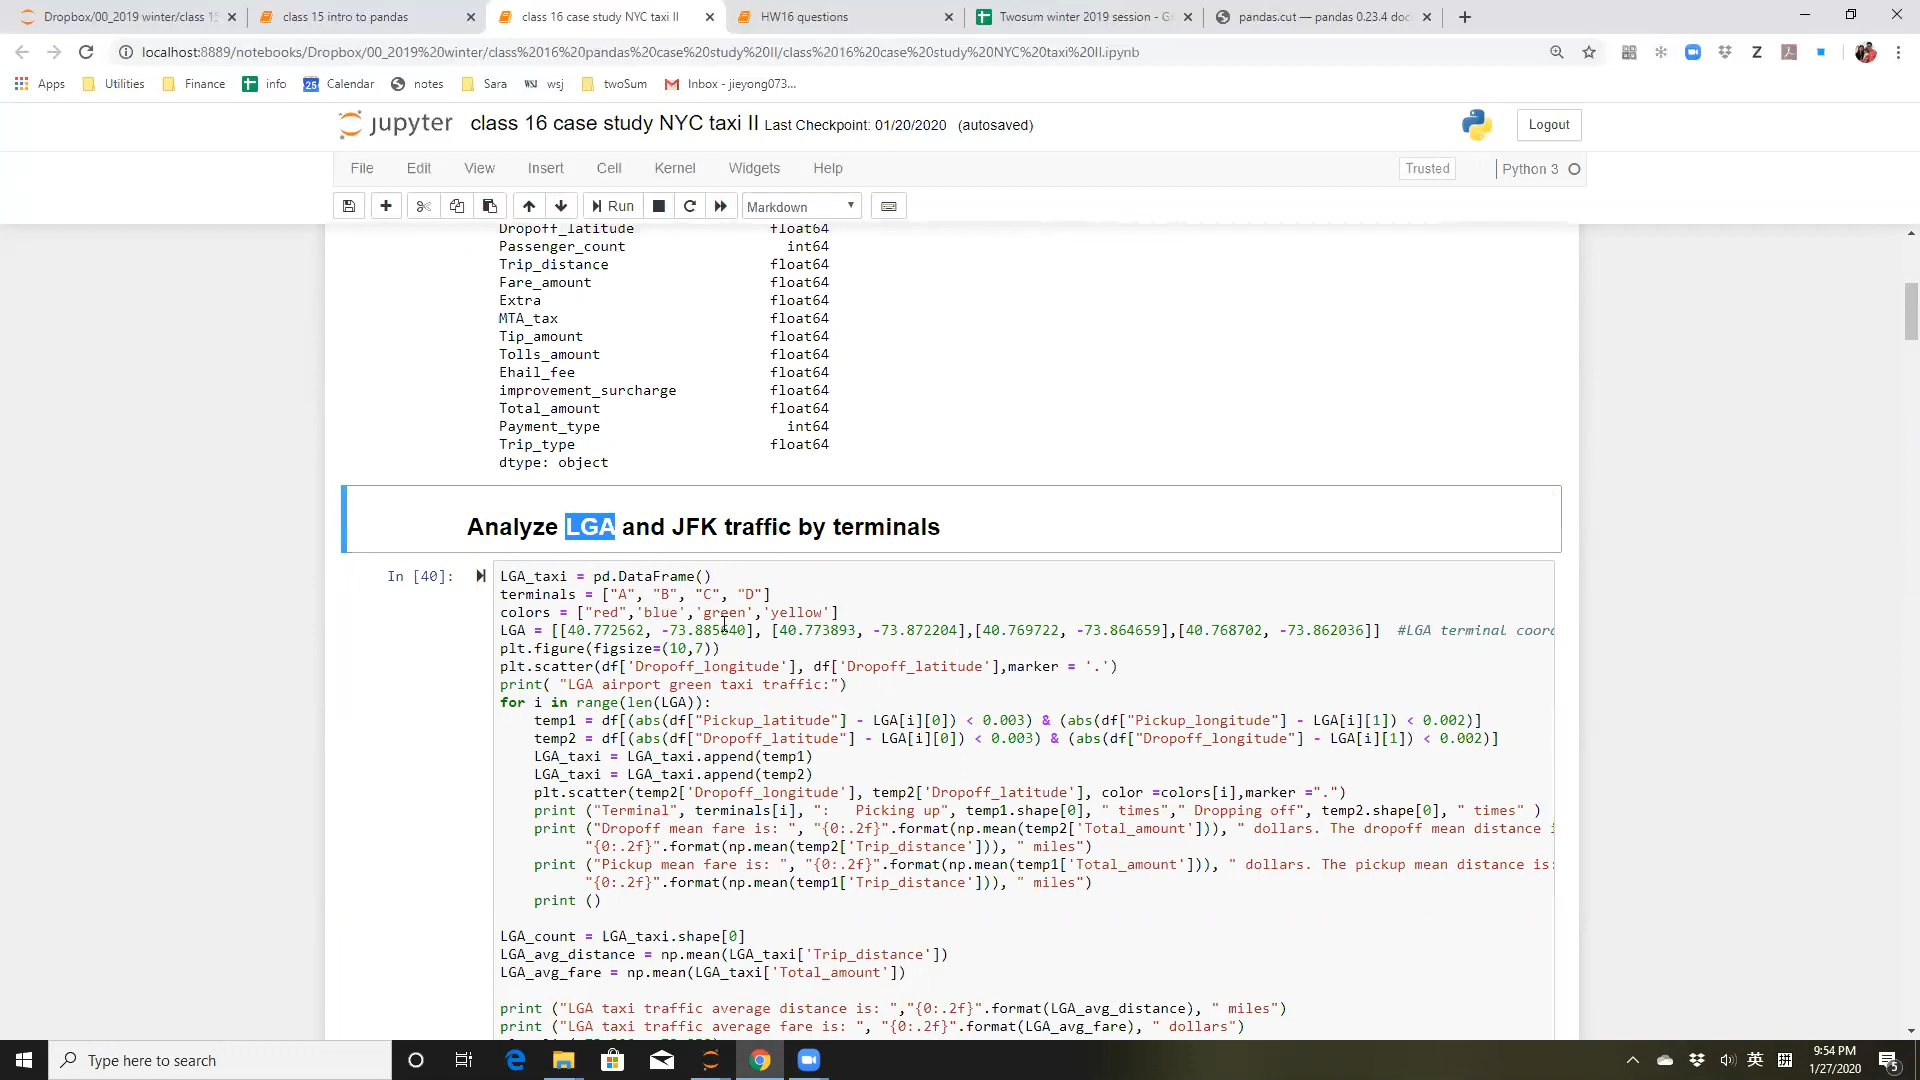 Dropbox/00_2019 winter/class 15
class 15 intro to pandas
class 16 case study NYC taxi II
HW16 questions
Twosum winter 2019 session - G
pandas.cut — pandas 0.23.4 doc
localhost:8889/notebooks/Dropbox/00_2019%20winter/class%2016%20pandas%20case%20study%20II/class%2016%20case%20study%20NYC%20taxi%20II.ipynb
Apps Utilities Finance info Calendar notes Sara wsj twoSum Inbox - jieyong073...
jupyter class 16 case study NYC taxi II Last Checkpoint: 01/20/2020 (autosaved)
Logout
File Edit View Insert Cell Kernel Widgets Help
Trusted Python 3
Run Markdown
Dropoff_latitude float64
Passenger_count int64
Trip_distance float64
Fare_amount float64
Extra float64
MTA_tax float64
Tip_amount float64
Tolls_amount float64
Ehail_fee float64
improvement_surcharge float64
Total_amount float64
Payment_type int64
Trip_type float64
dtype: object
Analyze LGA and JFK traffic by terminals
In [40]:
LGA_taxi = pd.DataFrame()
terminals = ["A", "B", "C", "D"]
colors = ["red",'blue','green','yellow']
LGA = [[40.772562, -73.885640], [40.773893, -73.872204],[40.769722, -73.864659],[40.768702, -73.862036]] #LGA terminal coord
plt.figure(figsize=(10,7))
plt.scatter(df['Dropoff_longitude'], df['Dropoff_latitude'],marker = '.')
print( "LGA airport green taxi traffic:")
for i in range(len(LGA)):
temp1 = df[(abs(df["Pickup_latitude"] - LGA[i][0]) < 0.003) & (abs(df["Pickup_longitude"] - LGA[i][1]) < 0.002)]
temp2 = df[(abs(df["Dropoff_latitude"] - LGA[i][0]) < 0.003) & (abs(df["Dropoff_longitude"] - LGA[i][1]) < 0.002)]
LGA_taxi = LGA_taxi.append(temp1)
LGA_taxi = LGA_taxi.append(temp2)
plt.scatter(temp2['Dropoff_longitude'], temp2['Dropoff_latitude'], color =colors[i],marker =".")
print ("Terminal", terminals[i], ":   Picking up", temp1.shape[0], " times"," Dropping off", temp2.shape[0], " times" )
print ("Dropoff mean fare is: ", "{0:.2f}".format(np.mean(temp2['Total_amount'])), " dollars. The dropoff mean distance i
"{0:.2f}".format(np.mean(temp2['Trip_distance'])), " miles")
print ("Pickup mean fare is: ", "{0:.2f}".format(np.mean(temp1['Total_amount'])), " dollars. The pickup mean distance is:
"{0:.2f}".format(np.mean(temp1['Trip_distance'])), " miles")
print ()
LGA_count = LGA_taxi.shape[0]
LGA_avg_distance = np.mean(LGA_taxi['Trip_distance'])
LGA_avg_fare = np.mean(LGA_taxi['Total_amount'])
print ("LGA taxi traffic average distance is: ","{0:.2f}".format(LGA_avg_distance), " miles")
print ("LGA taxi traffic average fare is: ", "{0:.2f}".format(LGA_avg_fare), " dollars")
Type here to search
英 拼
9:54 PM
1/27/2020
5